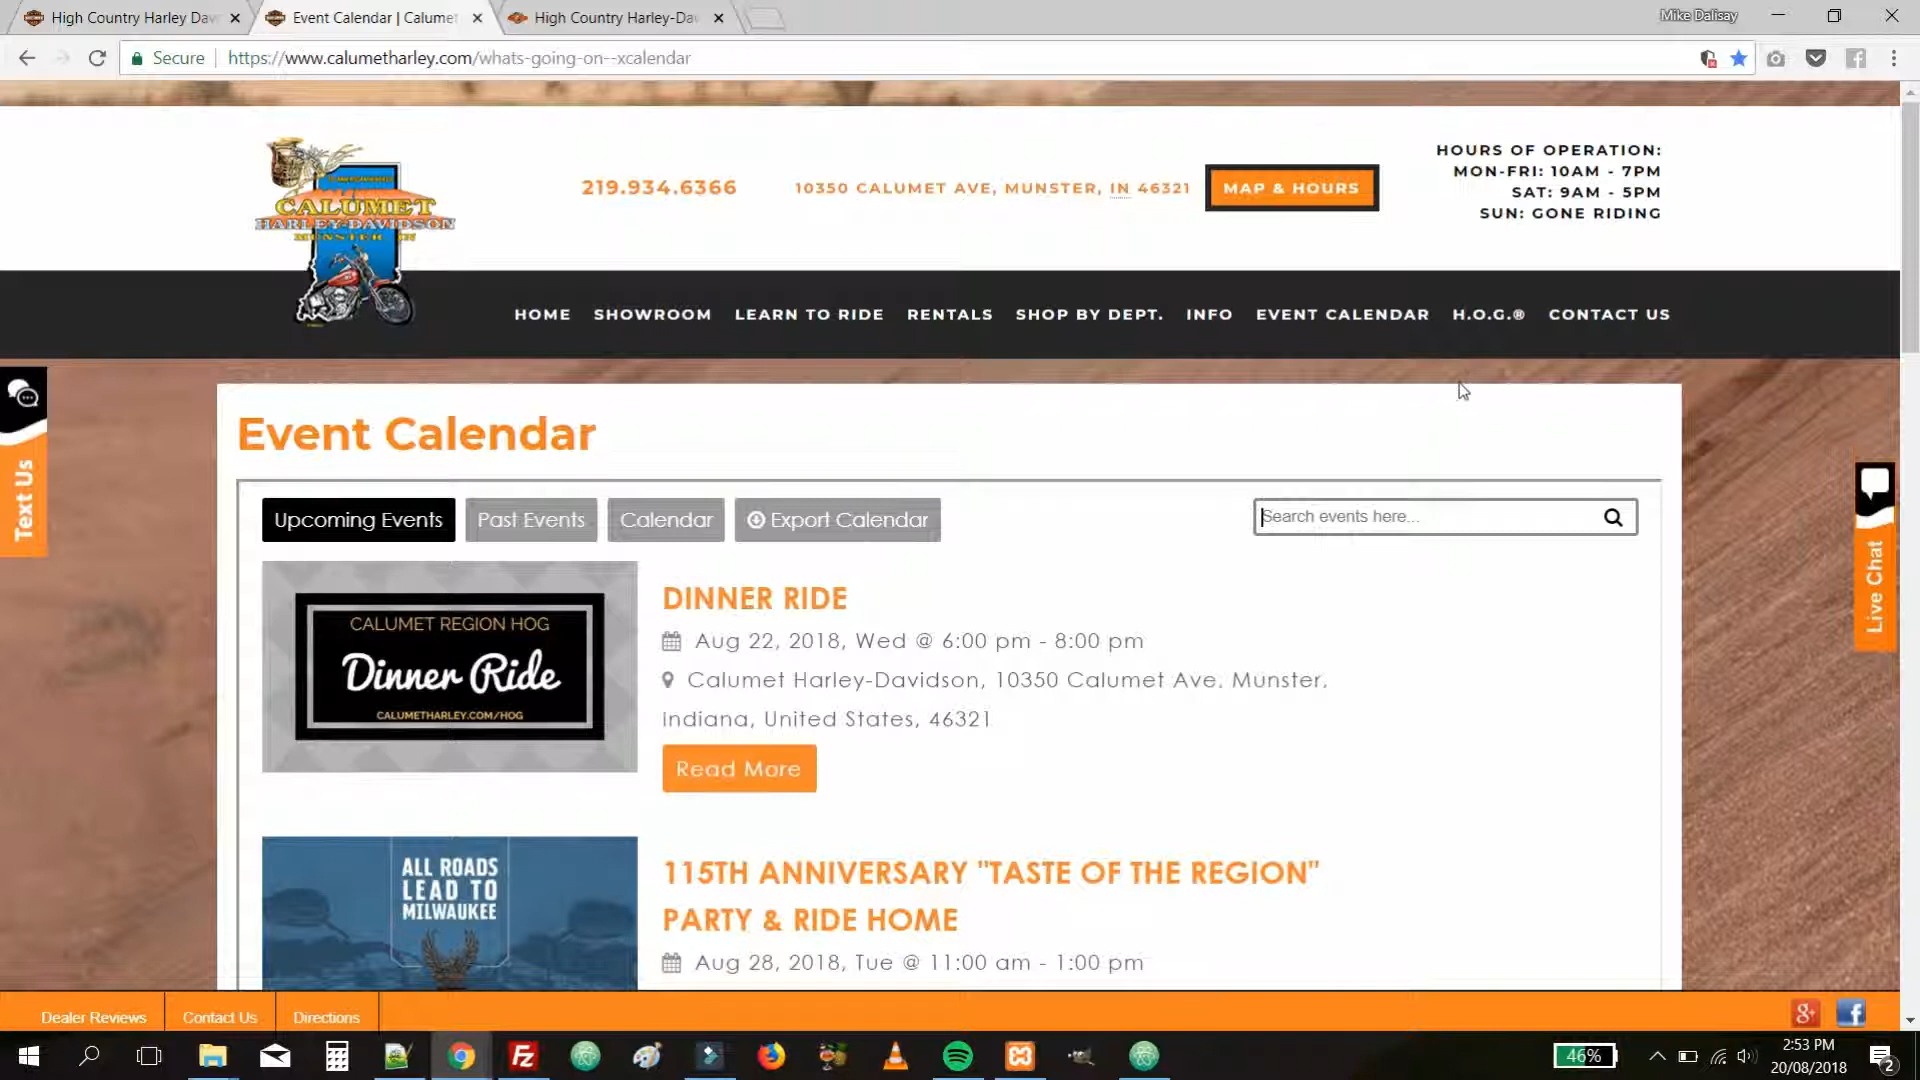 High Country Harley Dav
Event Calendar | Calumet
High Country Harley-Dav
Mike Dalisay
Secure
https://www.calumetharley.com/whats-going-on--xcalendar
CALUMET
HARLEY-DAVIDSON
MUNSTER IN
219.934.6366
10350 CALUMET AVE, MUNSTER, IN 46321
MAP & HOURS
HOURS OF OPERATION:
MON-FRI: 10AM - 7PM
SAT: 9AM - 5PM
SUN: GONE RIDING
HOME SHOWROOM LEARN TO RIDE RENTALS SHOP BY DEPT. INFO EVENT CALENDAR H.O.G.® CONTACT US
Text Us
Live Chat
Event Calendar
Upcoming Events Past Events Calendar Export Calendar
Search events here...
CALUMET REGION HOG
Dinner Ride
CALUMETHARLEY.COM/HOG
DINNER RIDE
Aug 22, 2018, Wed @ 6:00 pm - 8:00 pm
Calumet Harley-Davidson, 10350 Calumet Ave, Munster,
Indiana, United States, 46321
Read More
ALL ROADS
LEAD TO
MILWAUKEE
115TH ANNIVERSARY "TASTE OF THE REGION"
PARTY & RIDE HOME
Aug 28, 2018, Tue @ 11:00 am - 1:00 pm
Dealer Reviews Contact Us Directions
46%
2:53 PM
20/08/2018
2